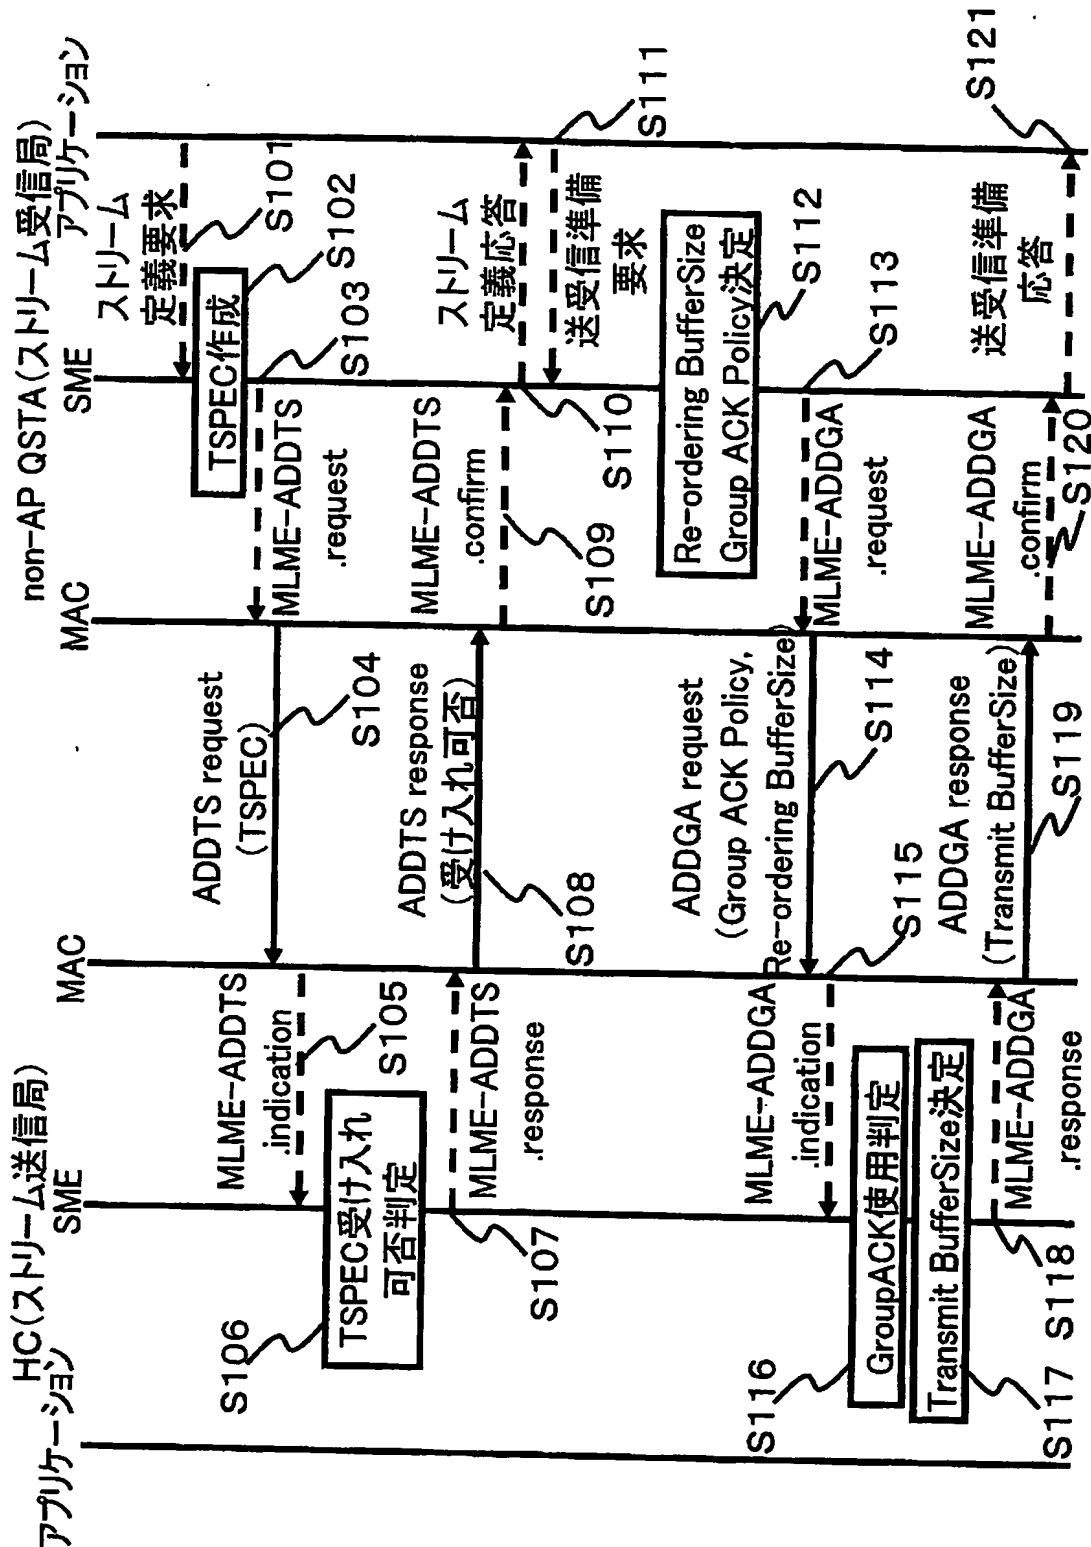 HC(ストリーム送信局)
non-AP QSTA(ストリーム受信局)
アプリケーション
SME
MAC
MAC
SME
アプリケーション
ストリーム
定義要求
S101
TSPEC作成
S102
S103
MLME-ADDTS
.request
ADDTS request
(TSPEC)
S104
MLME-ADDTS
.indication
S105
S106
TSPEC受け入れ
可否判定
MLME-ADDTS
.response
S107
ADDTS response
(受け入れ可否)
S108
MLME-ADDTS
.confirm
S109
ストリーム
定義応答
S110
S111
送受信準備
要求
Re-ordering BufferSize
Group ACK Policy決定
S112
S113
MLME-ADDGA
.request
ADDGA request
(Group ACK Policy,
Re-ordering BufferSize)
S114
S115
MLME-ADDGA
.indication
S116
GroupACK使用判定
Transmit BufferSize決定
S117
S118
MLME-ADDGA
.response
ADDGA response
(Transmit BufferSize)
S119
MLME-ADDGA
.confirm
S120
送受信準備
応答
S121